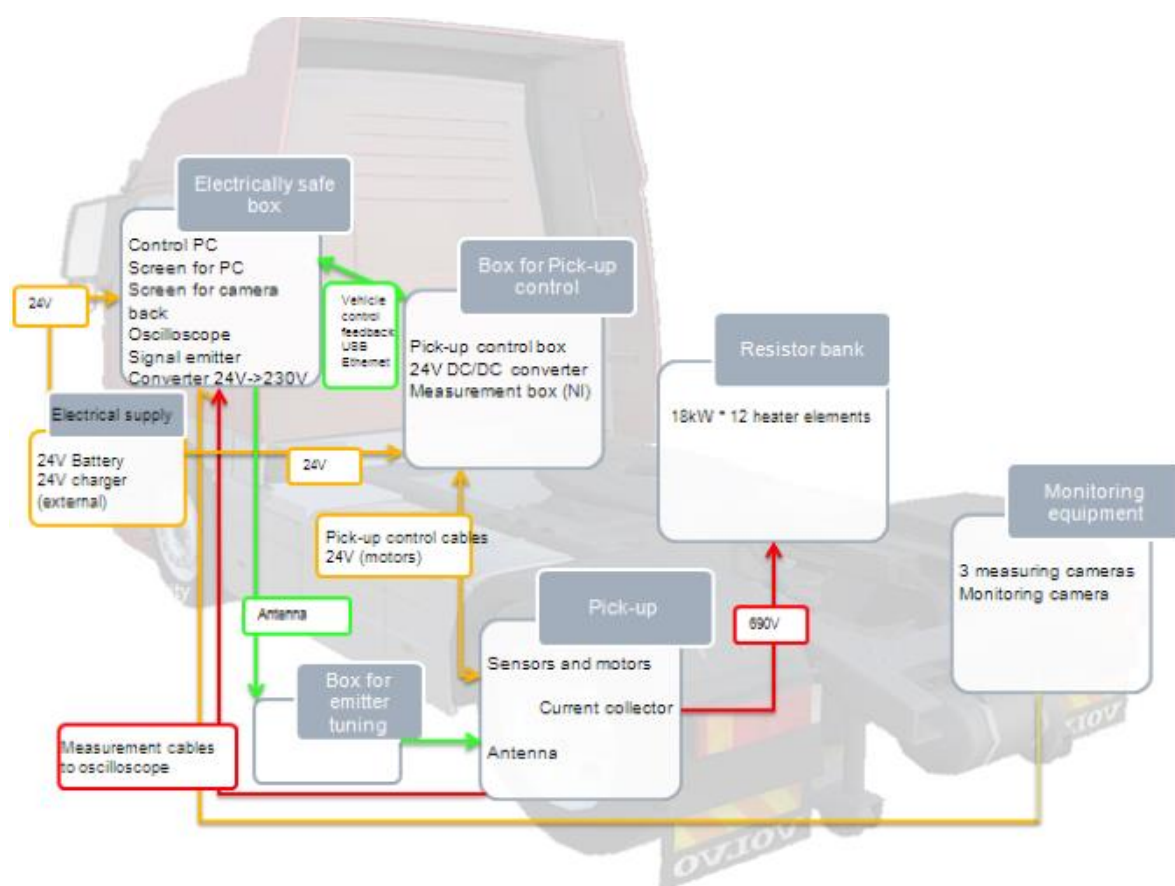 Electrically safe
box
Control PC
Screen for PC
Screen for camera
back
Oscilloscope
Signal emitter
Converter 24V->230V
24V
Vehicle
control
feedback
USB
Ethernet
Box for Pick-up
control
Pick-up control box
24V DC/DC converter
Measurement box (NI)
Resistor bank
18kW * 12 heater elements
Electrical supply
24V Battery
24V charger
(external)
24V
Monitoring
equipment
3 measuring cameras
Monitoring camera
Pick-up control cables
24V (motors)
Antenna
Pick-up
Sensors and motors
Current collector
Antenna
690V
Box for
emitter
tuning
Measurement cables
to oscilloscope
VOLVO
VOLVO